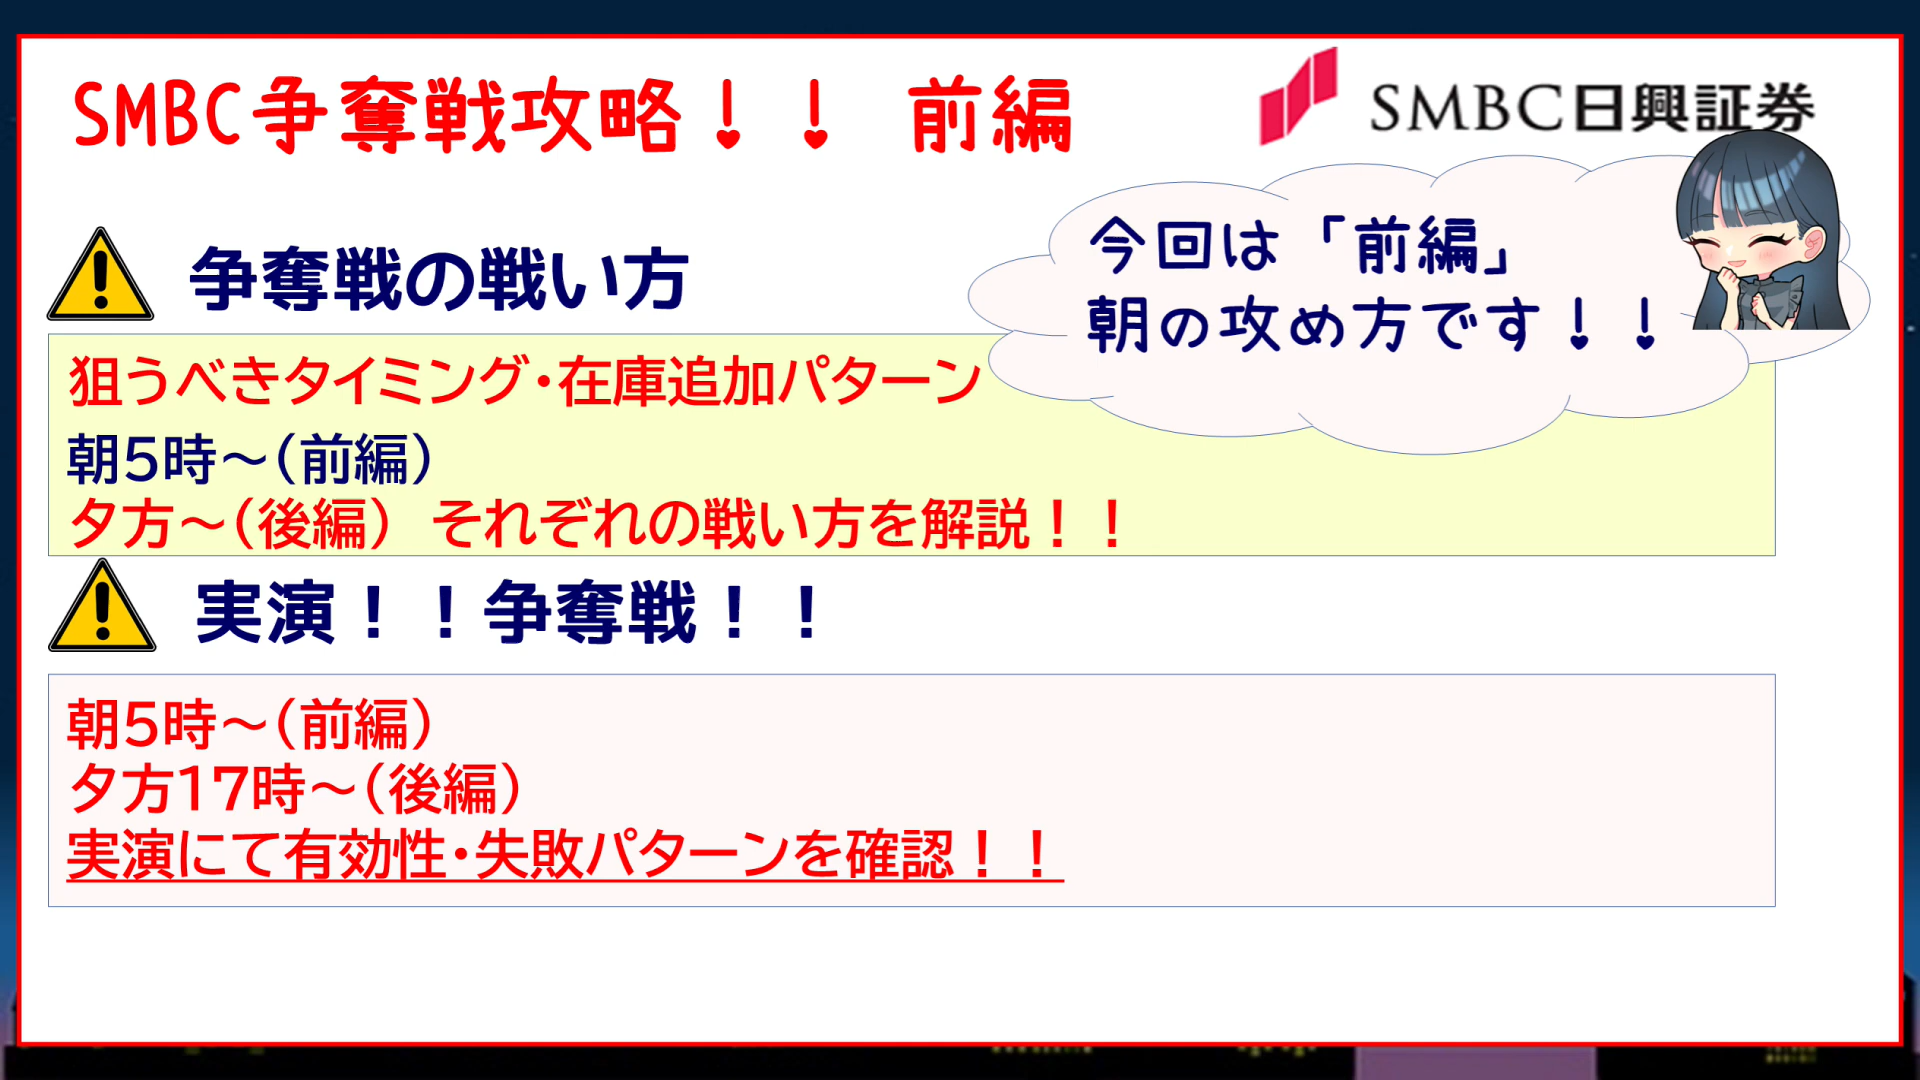 SMBC争奪戦攻略！！ 前編
SMBC日興証券
今回は「前編」
朝の攻め方です！！
争奪戦の戦い方
狙うべきタイミング・在庫追加パターン
朝5時～(前編)
夕方～(後編) それぞれの戦い方を解説！！
実演！！争奪戦！！
朝5時～(前編)
夕方17時～(後編)
実演にて有効性・失敗パターンを確認！！